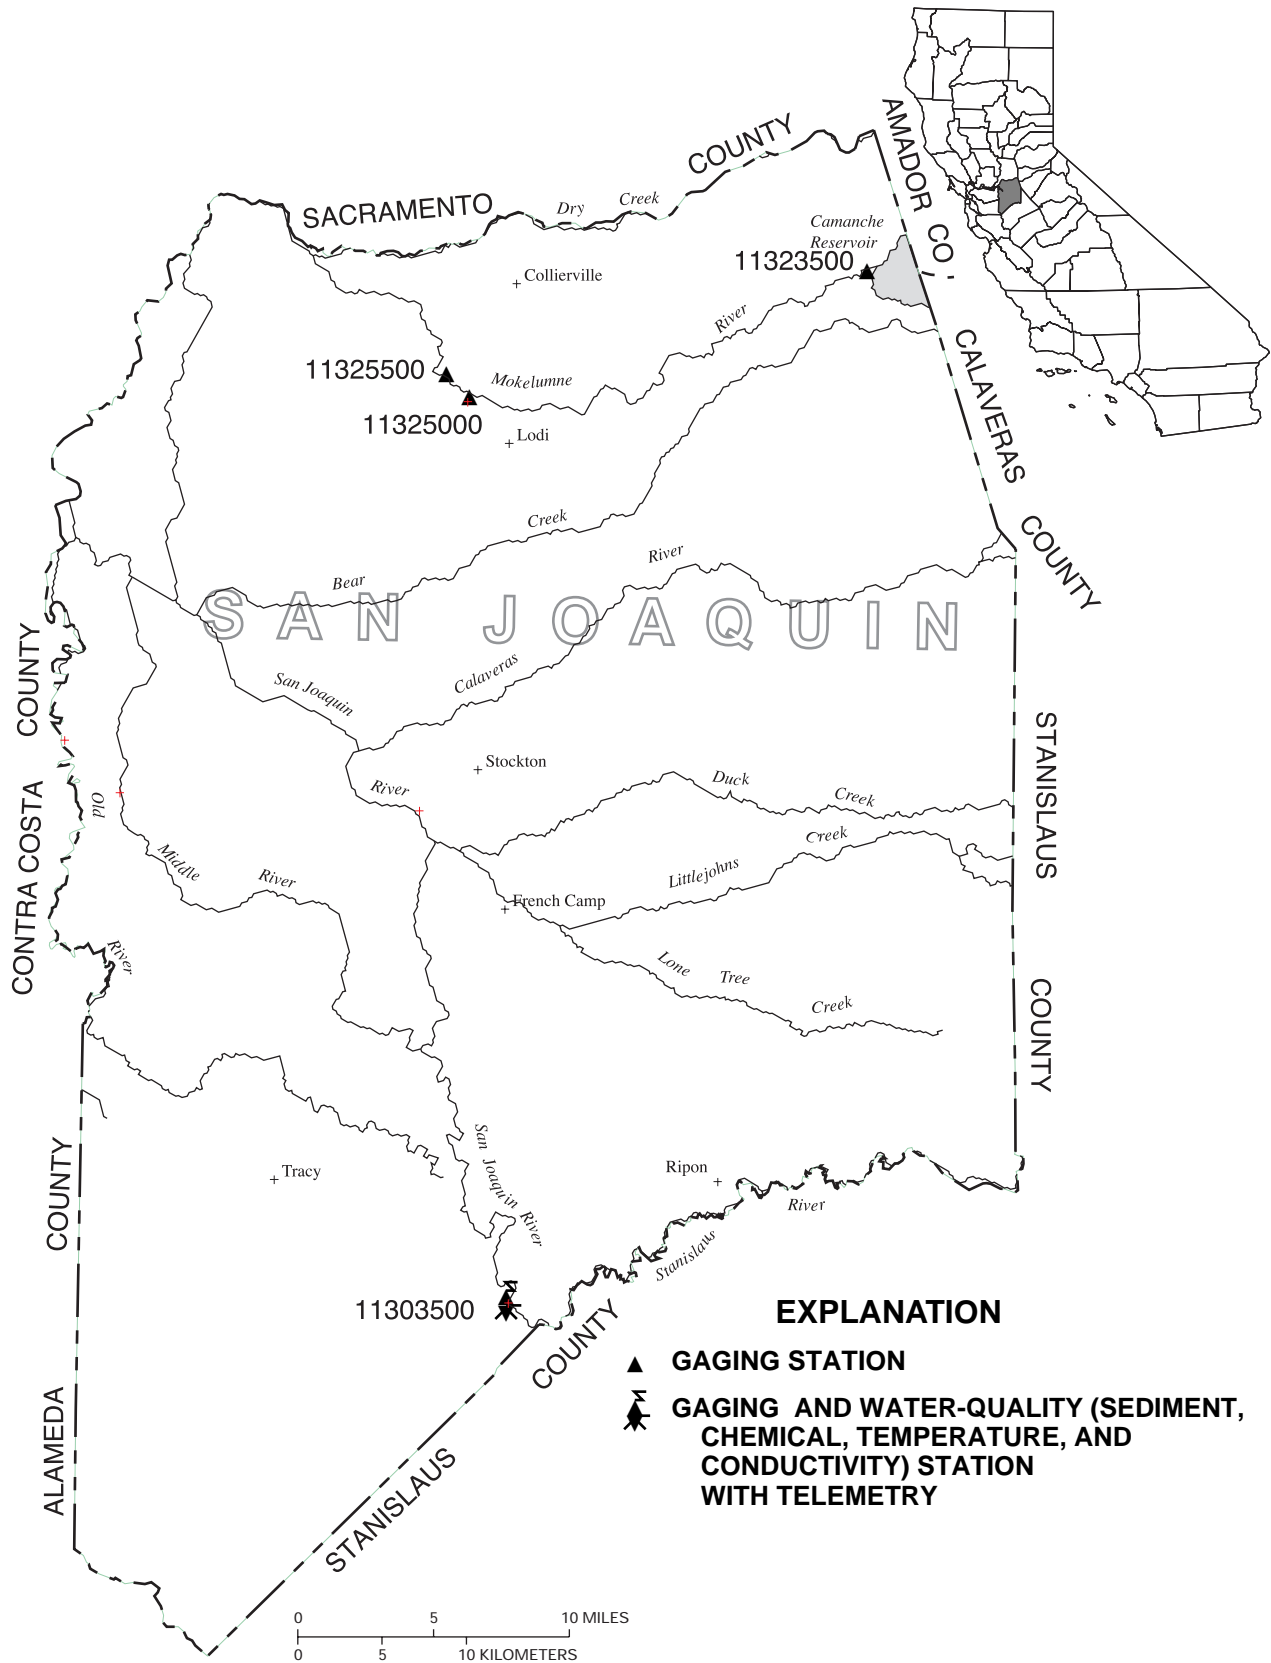 SACRAMENTO
COUNTY
AMADOR CO,
Dry
Creek
Camanche
Reservoir
11323500
Collierville
River
CALAVERAS
COUNTY
11325500
Mokelumne
11325000
Lodi
Creek
River
Bear
SAN JOAQUIN
San Joaquin
Calaveras
CONTRA COSTA COUNTY
STANISLAUS
COUNTY
Stockton
Duck
Creek
River
Old
Creek
Middle
River
Littlejohns
French Camp
River
Lone
Tree
Creek
San Joaquin River
Tracy
Ripon
River
Stanislaus
ALAMEDA
COUNTY
11303500
STANISLAUS
COUNTY
EXPLANATION
GAGING STATION
GAGING AND WATER-QUALITY (SEDIMENT,
CHEMICAL, TEMPERATURE, AND
CONDUCTIVITY) STATION
WITH TELEMETRY
0 5 10 MILES
0 5 10 KILOMETERS